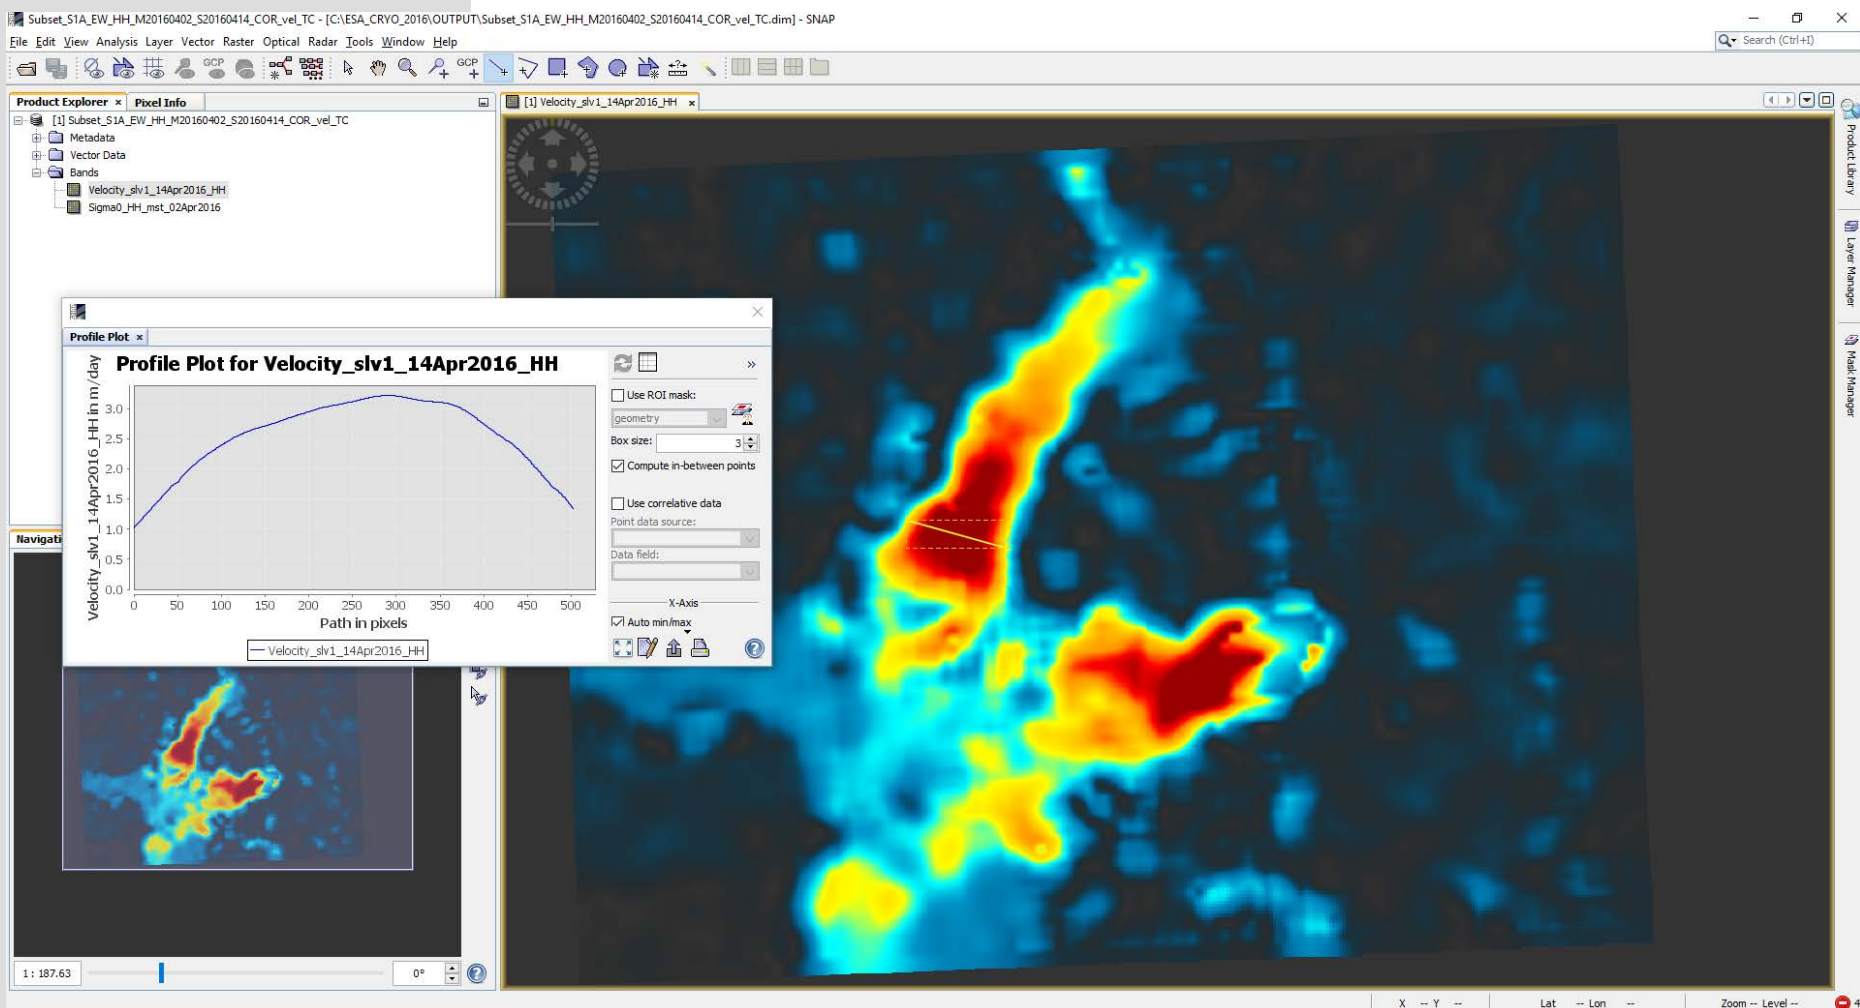 Subset_S1A_EW_HH_M20160402_S20160414_COR_vel_TC - [C:\ESA_CRYO_2016\OUTPUT\Subset_S1A_EW_HH_M20160402_S20160414_COR_vel_TC.dim] - SNAP
File Edit View Analysis Layer Vector Raster Optical Radar Tools Window Help
Search (Ctrl+I)
GCP GCP
Product Explorer × Pixel Info
[1] Velocity_slv1_14Apr2016_HH ×
[1] Subset_S1A_EW_HH_M20160402_S20160414_COR_vel_TC
Metadata
Vector Data
Bands
Velocity_slv1_14Apr2016_HH
Sigma0_HH_mst_02Apr2016
Product Library
Layer Manager
Mask Manager
Profile Plot ×
Profile Plot for Velocity_slv1_14Apr2016_HH
Velocity_slv1_14Apr2016_HH in m/day
3.0
2.5
2.0
1.5
1.0
0.5
0.0
0 50 100 150 200 250 300 350 400 450 500
Path in pixels
Velocity_slv1_14Apr2016_HH
»
Use ROI mask:
geometry
Box size: 3
Compute in-between points
Use correlative data
Point data source:
Data field:
X-Axis
Auto min/max
Navigati
1 : 187.63
0°
X -- Y -- Lat -- Lon -- Zoom -- Level -- 4